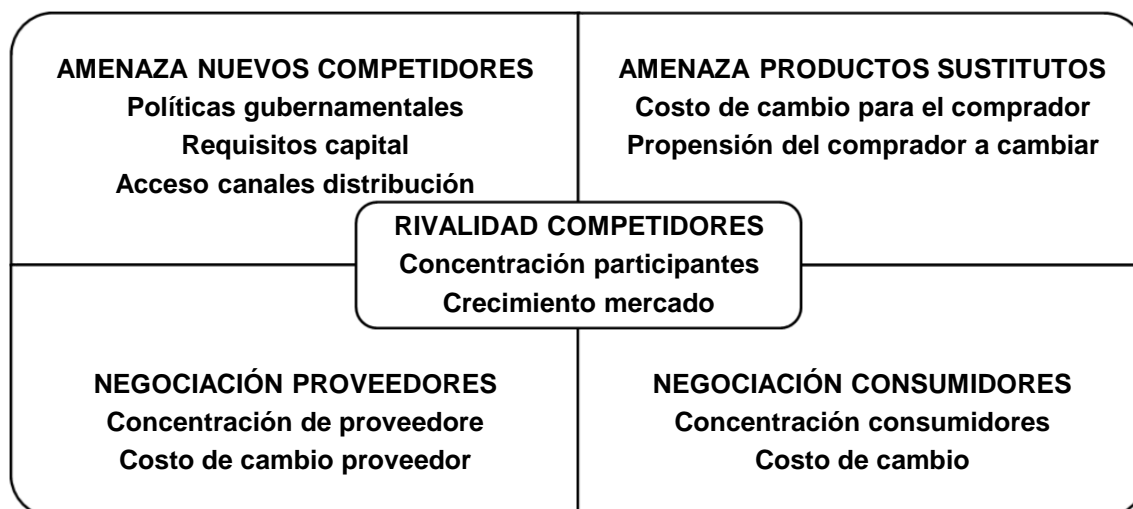 AMENAZA NUEVOS COMPETIDORES
Políticas gubernamentales
Requisitos capital
Acceso canales distribución
AMENAZA PRODUCTOS SUSTITUTOS
Costo de cambio para el comprador
Propensión del comprador a cambiar
RIVALIDAD COMPETIDORES
Concentración participantes
Crecimiento mercado
NEGOCIACIÓN PROVEEDORES
Concentración de proveedore
Costo de cambio proveedor
NEGOCIACIÓN CONSUMIDORES
Concentración consumidores
Costo de cambio